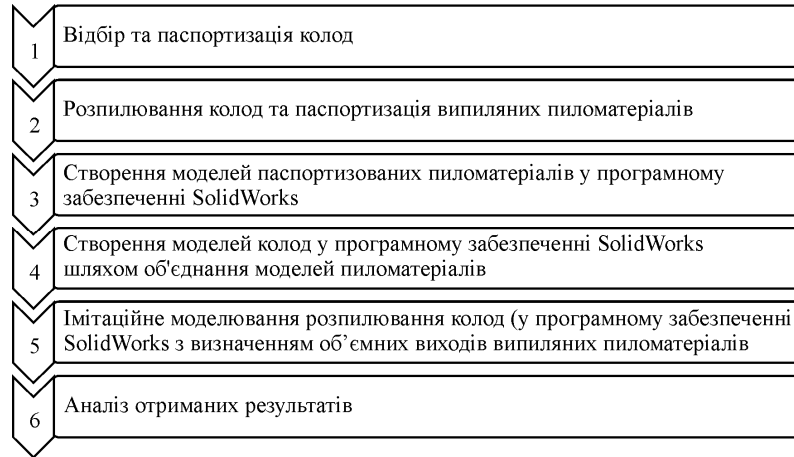 1
Відбір та паспортизація колод
2
Розпилювання колод та паспортизація випиляних пиломатеріалів
3
Створення моделей паспортизованих пиломатеріалів у програмному
забезпеченні SolidWorks
4
Створення моделей колод у програмному забезпеченні SolidWorks
шляхом об'єднання моделей пиломатеріалів
5
Імітаційне моделювання розпилювання колод (у програмному забезпеченні
SolidWorks з визначенням об’ємних виходів випиляних пиломатеріалів
6
Аналіз отриманих результатів